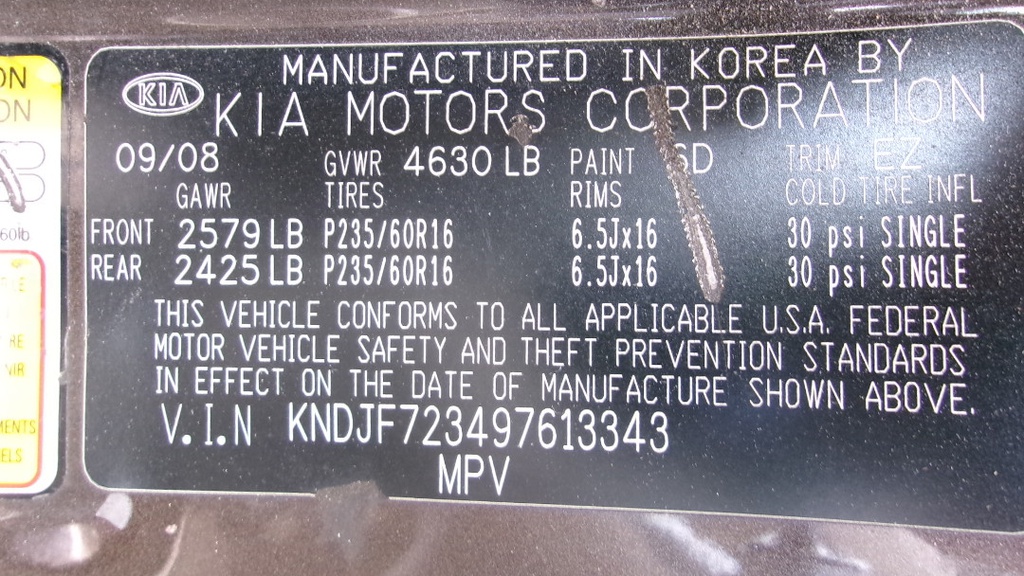 MANUFACTURED IN KOREA BY
KIA KIA MOTORS CORPORATION
09/08 GVWR 4630 LB PAINT TRIM EZ
GAWR TIRES RIMS COLD TIRE INFL
FRONT 2579 LB P235/60R16 6.5Jx16 30 psi SINGLE
REAR 2425 LB P235/60R16 6.5Jx16 30 psi SINGLE
THIS VEHICLE CONFORMS TO ALL APPLICABLE U.S.A. FEDERAL
MOTOR VEHICLE SAFETY AND THEFT PREVENTION STANDARDS
IN EFFECT ON THE DATE OF MANUFACTURE SHOWN ABOVE.
V.I.N KNDJF723497613343
MPV